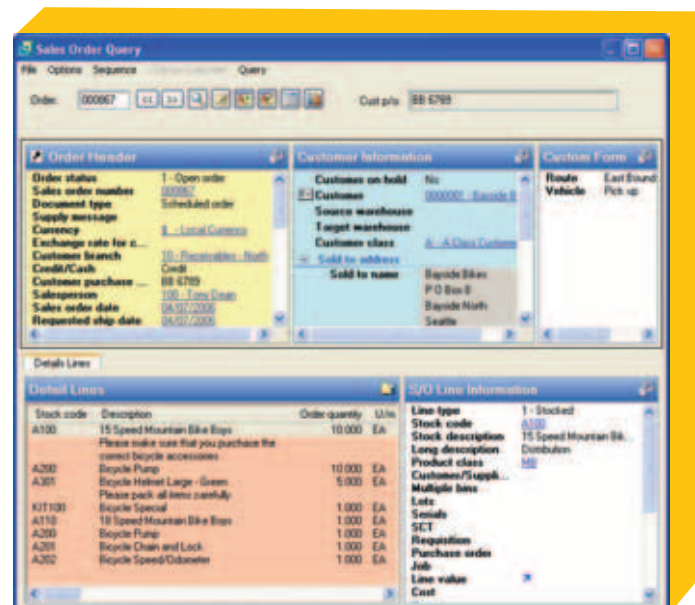 Sales Order Query
File Options Sequence Query
Order: 000867 << >> Cust p/o BB 6789
Order Header
Order status 1 - Open order
Sales order number 000867
Document type Scheduled order
Supply message
Currency $ - Local Currency
Exchange rate for c...
Customer branch 10 - Receivables - North
Credit/Cash Credit
Customer purchase ... BB 6789
Salesperson 100 - Tony Dean
Sales order date 04/07/2006
Requested ship date 04/07/2006
Customer Information
Customer on hold No
Customer 0000001 - Bayside B
Source warehouse
Target warehouse
Customer class A - A Class Custome
Sold to address
Sold to name Bayside Bikes
P O Box 8
Bayside North
Seattle
Custom Form
Route East Bound
Vehicle Pick up
Details Lines
Detail Lines
Stock code Description Order quantity U/m
A100 15 Speed Mountain Bike Boys 10.000 EA
Please make sure that you purchase the
correct bicycle accessories
A200 Bicycle Pump 10.000 EA
A301 Bicycle Helmet Large - Green 5.000 EA
Please pack all items carefully
KIT100 Bicycle Special 1.000 EA
A110 18 Speed Mountain Bike Boys 1.000 EA
A200 Bicycle Pump 1.000 EA
A201 Bicycle Chain and Lock 1.000 EA
A202 Bicycle Speed/Odometer 1.000 EA
S/O Line Information
Line type 1 - Stocked
Stock code A100
Stock description 15 Speed Mountain Bik...
Long description Distribution
Product class MB
Customer/Suppli...
Multiple bins
Lots
Serials
SCT
Requisition
Purchase order
Job
Line value
Cost